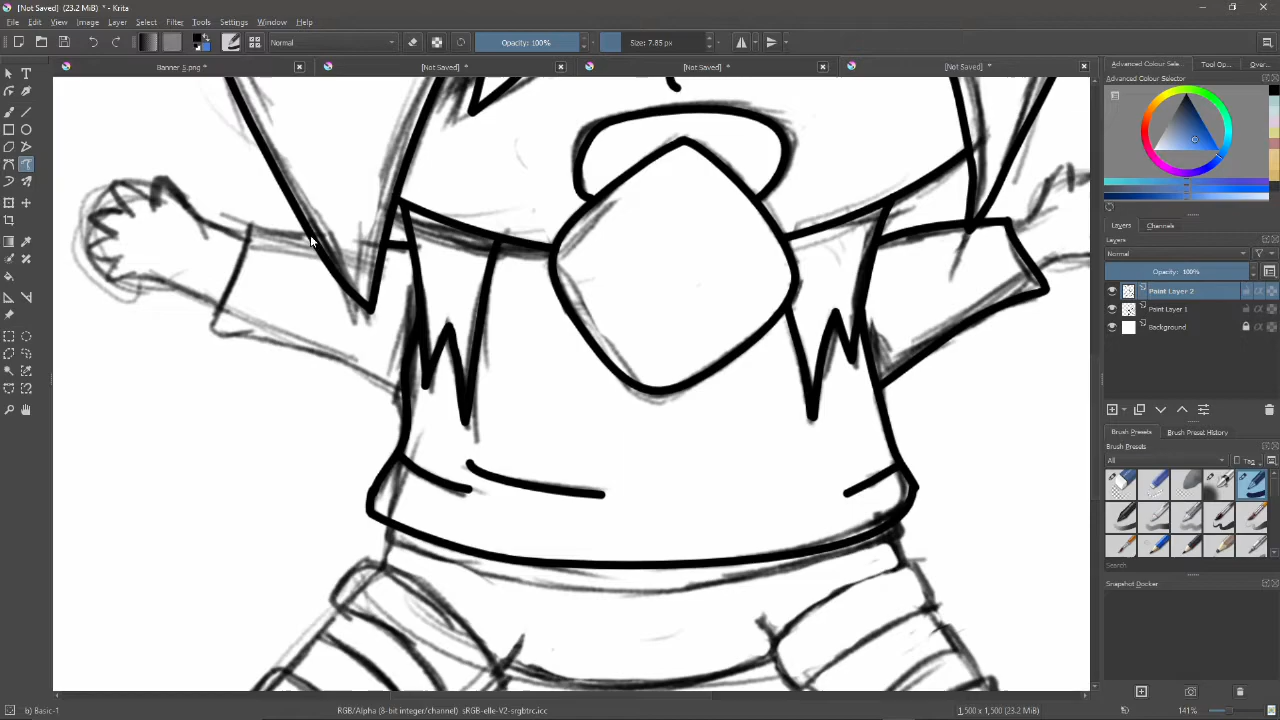 [Not Saved] (23.2 MiB) * - Krita
File Edit View Image Layer Select Filter Tools Settings Window Help
Normal Opacity: 100% Size: 7.85 px
Banner 5.png * [Not Saved] * [Not Saved] * [Not Saved] *
Advanced Colour Sele... Tool Op... Over...
Advanced Colour Selector
Layers Channels
Layers
Normal
Opacity: 100%
Paint Layer 2
Paint Layer 1
Background
Brush Presets Brush Preset History
Brush Presets
All Tag
Search
Snapshot Docker
b) Basic-1 RGB/Alpha (8-bit integer/channel) sRGB-elle-V2-srgbtrc.icc 1,500 x 1,500 (23.2 MiB) 141%